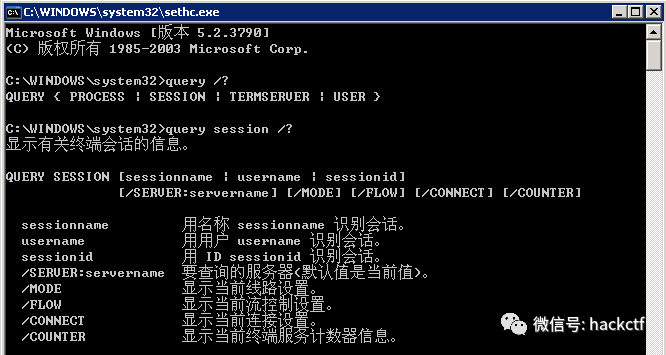 C:\WINDOWS\system32\sethc.exe
Microsoft Windows [版本 5.2.3790]
(C) 版权所有 1985-2003 Microsoft Corp.
C:\WINDOWS\system32>query /?
QUERY { PROCESS | SESSION | TERMSERVER | USER }
C:\WINDOWS\system32>query session /?
显示有关终端会话的信息。
QUERY SESSION [sessionname | username | sessionid]
[/SERVER:servername] [/MODE] [/FLOW] [/CONNECT] [/COUNTER]
sessionname 用名称 sessionname 识别会话。
username 用用户 username 识别会话。
sessionid 用 ID sessionid 识别会话。
/SERVER:servername 要查询的服务器(默认值是当前值)。
/MODE 显示当前线路设置。
/FLOW 显示当前流控制设置。
/CONNECT 显示当前连接设置。
/COUNTER 显示当前终端服务计数器信息。
微信号: hackctf